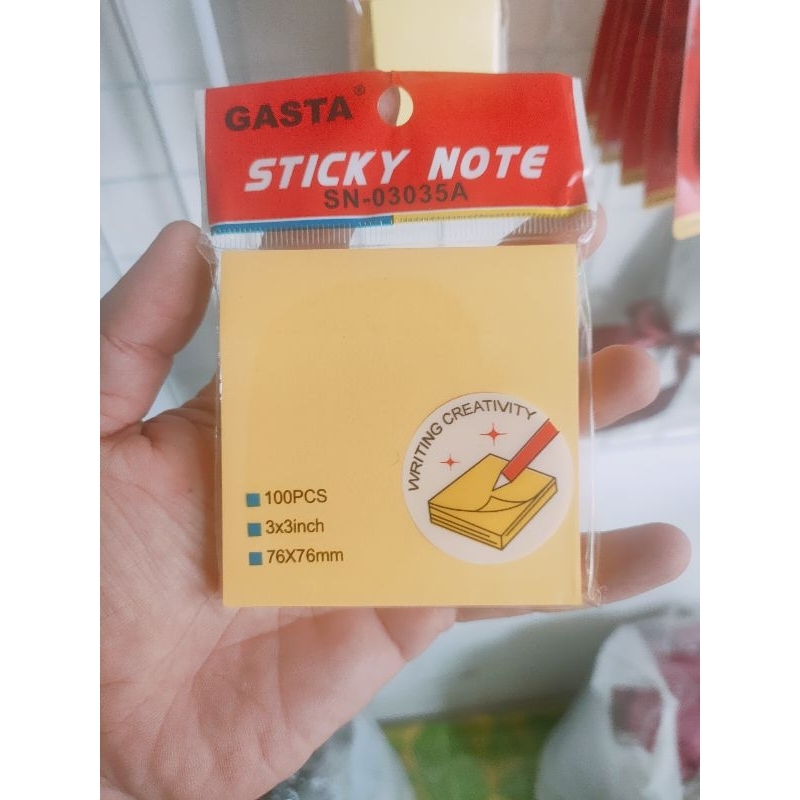 GASTA®
STICKY NOTE
SN-03035A
WRITING CREATIVITY
100PCS
3x3inch
76X76mm